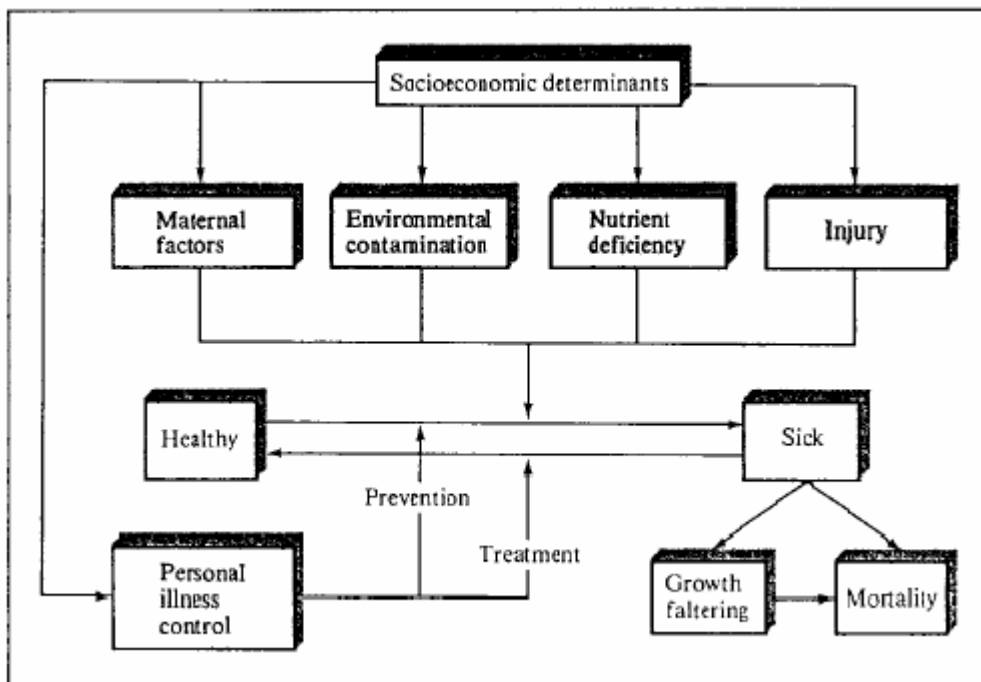 Socioeconomic determinants
Maternal
factors
Environmental
contamination
Nutrient
deficiency
Injury
Healthy
Sick
Prevention
Treatment
Personal
illness
control
Growth
faltering
Mortality